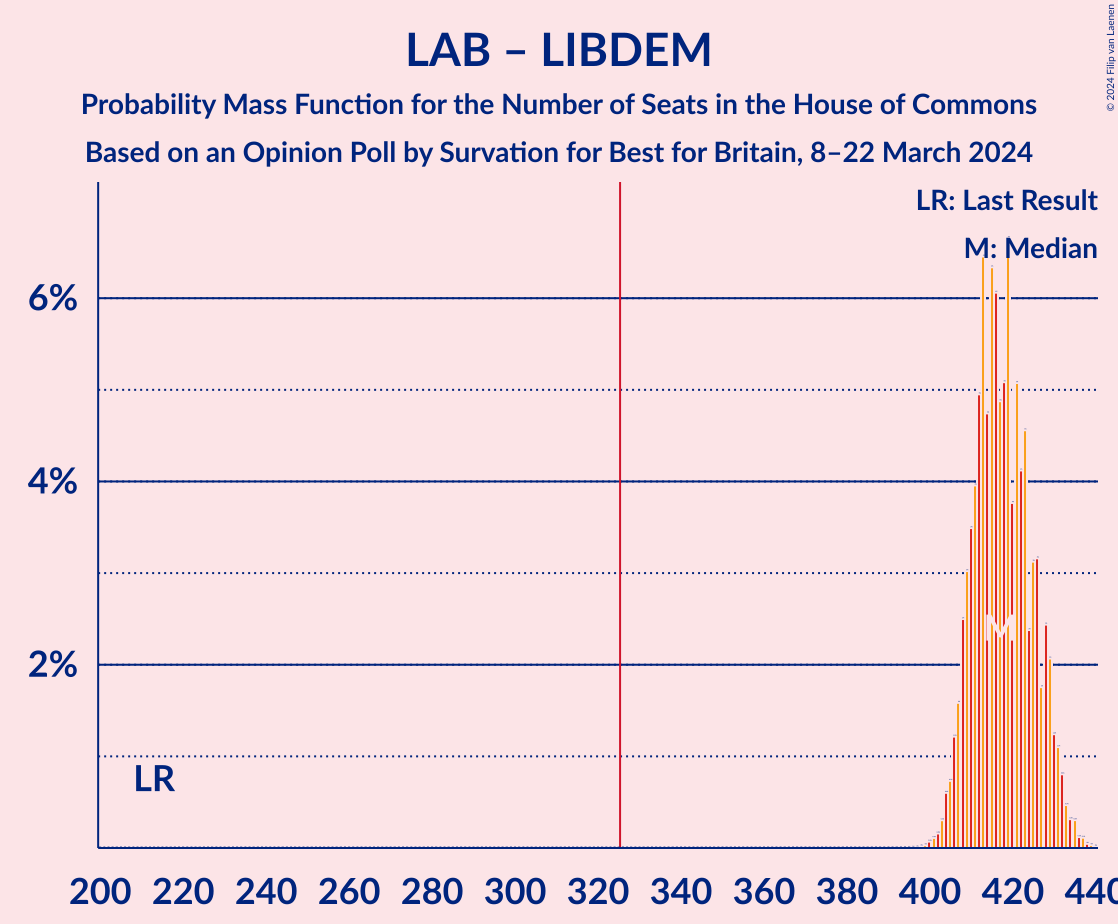 LAB – LIBDEM
Probability Mass Function for the Number of Seats in the House of Commons
Based on an Opinion Poll by Survation for Best for Britain, 8–22 March 2024
© 2024 Filip van Laenen
LR: Last Result
M: Median
6%
4%
2%
M
LR
200 220 240 260 280 300 320 340 360 380 400 420 440